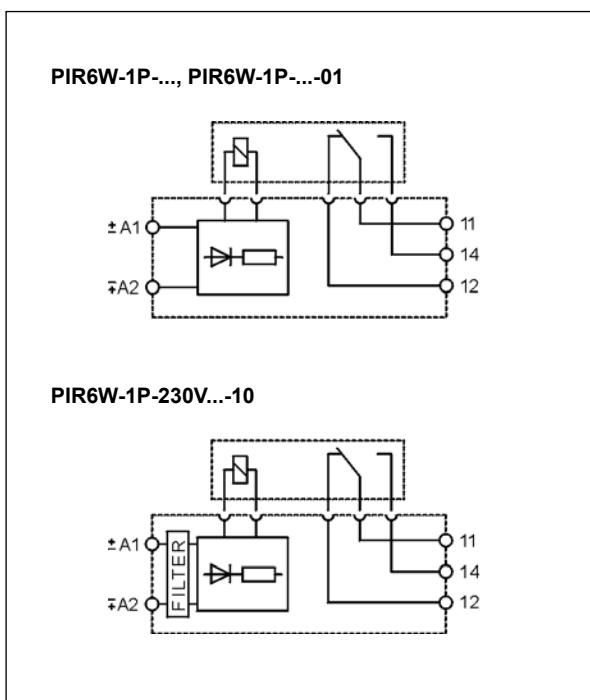 PIR6W-1P-..., PIR6W-1P-...-01
± A1
11
14
∓A2
12
PIR6W-1P-230V...-10
± A1
FILTER
11
14
∓A2
12